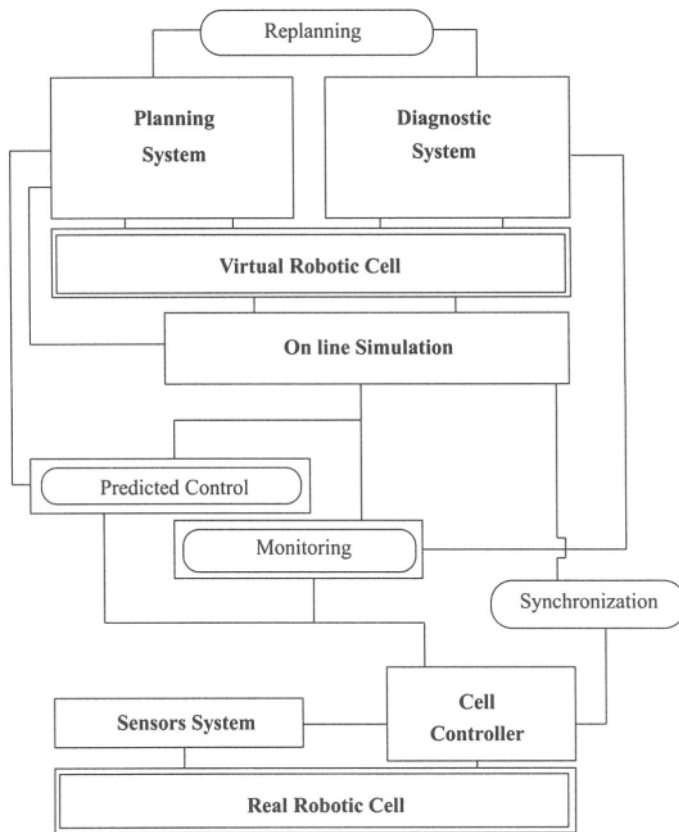 Replanning
Planning
System
Diagnostic
System
Virtual Robotic Cell
On line Simulation
Predicted Control
Monitoring
Synchronization
Cell
Controller
Sensors System
Real Robotic Cell